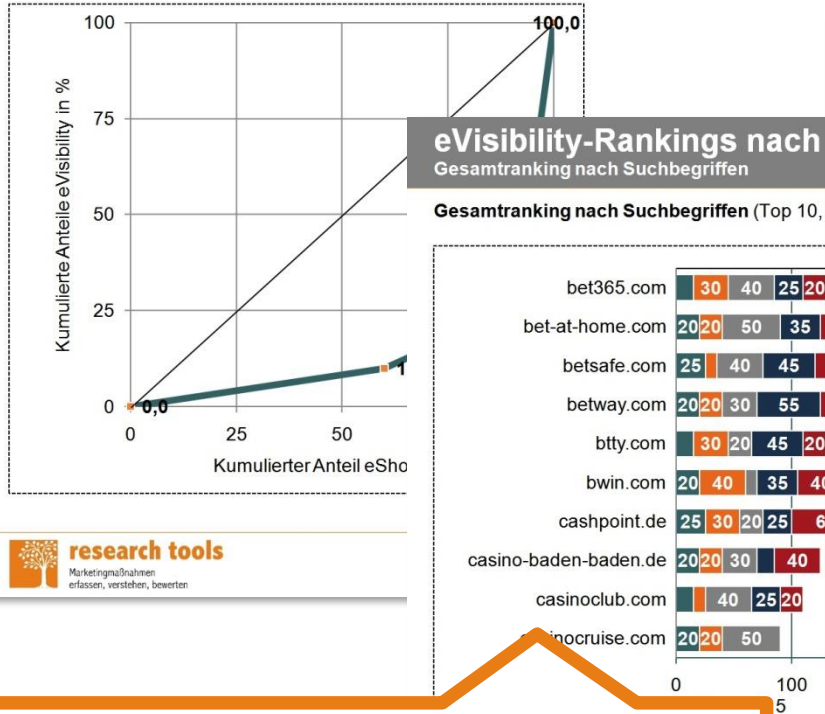 100
100,0
75
50
25
0
0,0
1
Kumulierte Anteile eVisibility in %
0 25 50
Kumulierter Anteil eSho
research tools
Marketingmaßnahmen
erfassen, verstehen, bewerten
eVisibility-Rankings nach
Gesamtranking nach Suchbegriffen
Gesamtranking nach Suchbegriffen (Top 10,
bet365.com 30 40 25 20
bet-at-home.com 20 20 50 35
betsafe.com 25 40 45
betway.com 20 20 30 55
btty.com 30 20 45 20
bwin.com 20 40 35 40
cashpoint.de 25 30 20 25 6
casino-baden-baden.de 20 20 30 40
casinoclub.com 40 25 20
inocruise.com 20 20 50
0 100
5